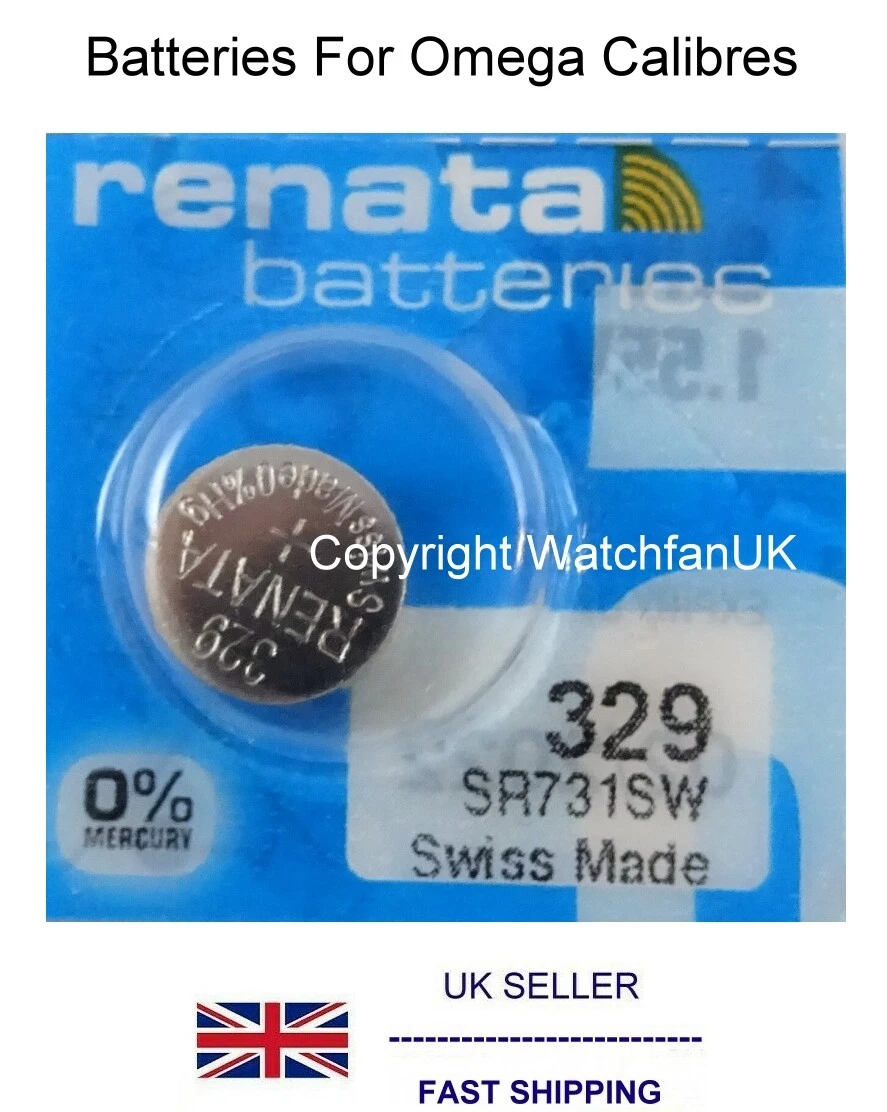 Batteries For Omega Calibres
renata
batteries
1.55V
Swiss Made 0%Hg
+
Copyright WatchfanUK
RENATA
329
329
SR731SW
Swiss Made
0%
MERCURY
UK SELLER
---------------------------
FAST SHIPPING